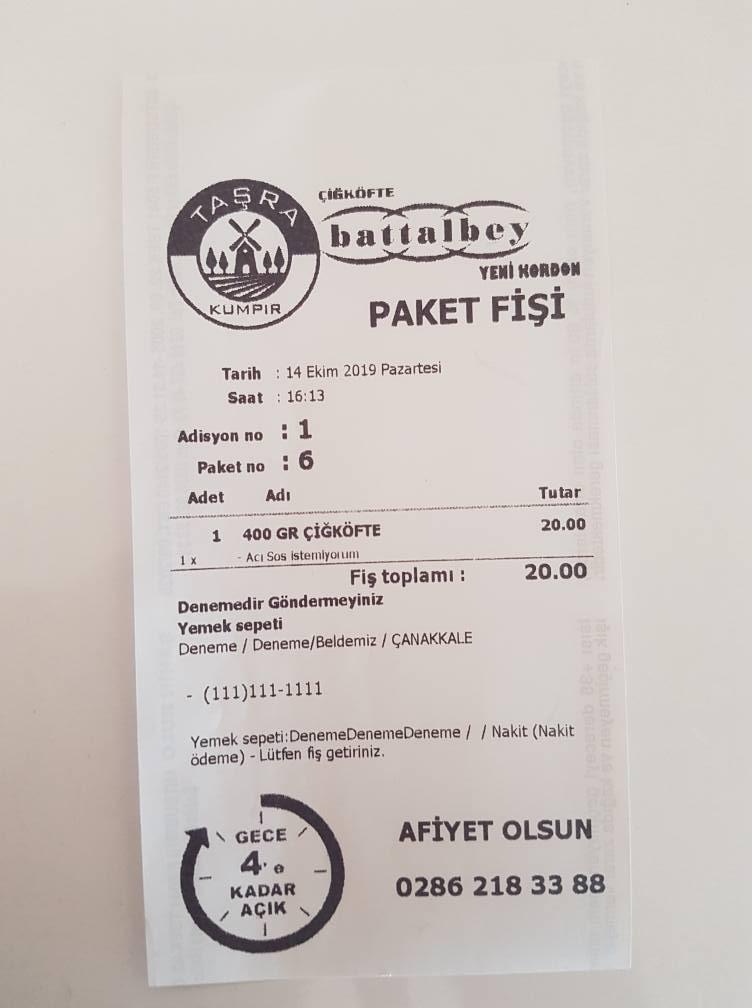 TAŞRA
KUMPİR
ÇİĞKÖFTE
battalbey
YENİ KORDON
PAKET FİŞİ
Tarih : 14 Ekim 2019 Pazartesi
Saat : 16:13
Adisyon no : 1
Paket no : 6
Adet Adı Tutar
1 400 GR ÇİĞKÖFTE 20.00
1 x - Acı Sos istemiyorum
Fiş toplamı : 20.00
Denemedir Göndermeyiniz
Yemek sepeti
Deneme / Deneme/Beldemiz / ÇANAKKALE
- (111)111-1111
Yemek sepeti:DenemeDenemeDeneme / / Nakit (Nakit
ödeme) - Lütfen fiş getiriniz.
GECE
4'e
KADAR
AÇIK
AFİYET OLSUN
0286 218 33 88